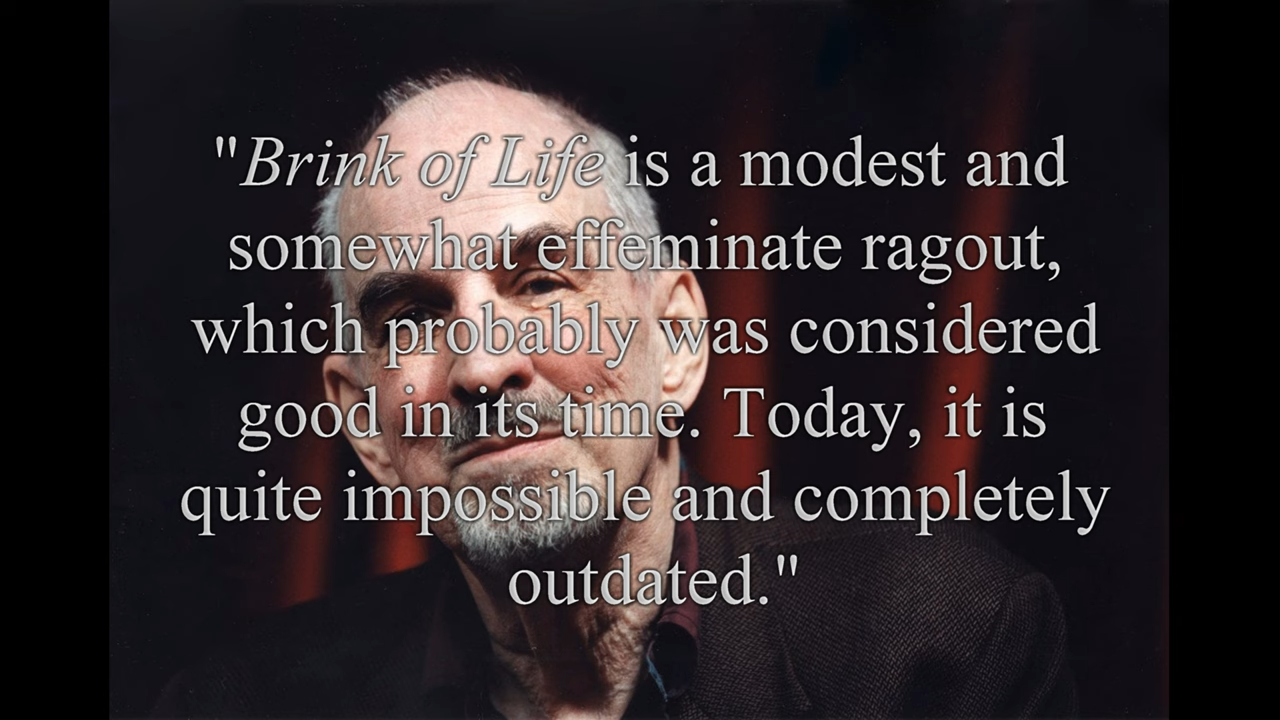 "Brink of Life is a modest and
somewhat effeminate ragout,
which probably was considered
good in its time. Today, it is
quite impossible and completely
outdated."